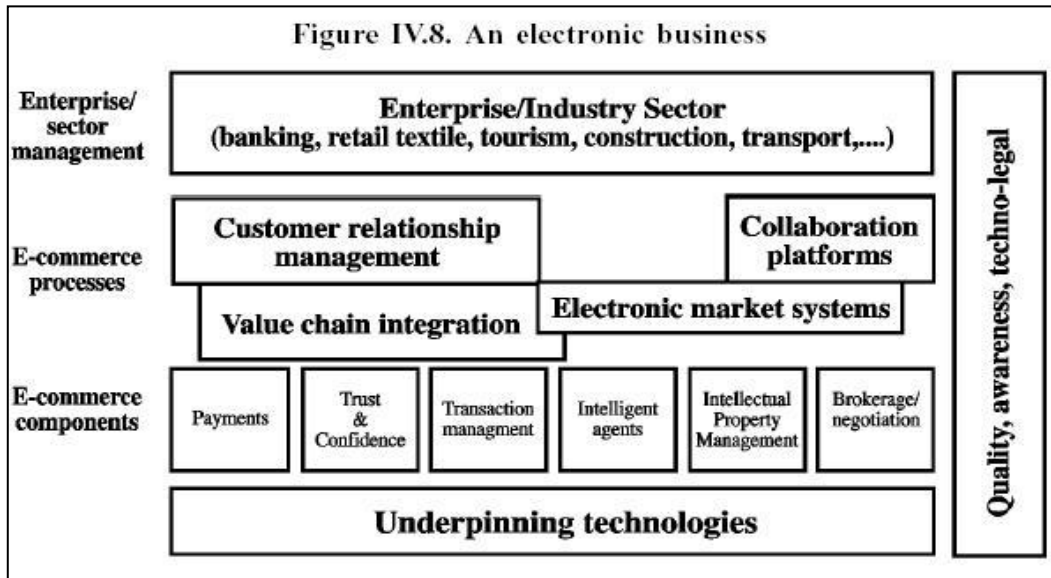 Figure IV.8. An electronic business
Enterprise/
sector
management
Enterprise/Industry Sector
(banking, retail textile, tourism, construction, transport,....)
E-commerce
processes
Customer relationship
management
Collaboration
platforms
Value chain integration
Electronic market systems
E-commerce
components
Payments
Trust
&
Confidence
Transaction
managment
Intelligent
agents
Intellectual
Property
Management
Brokerage/
negotiation
Underpinning technologies
Quality, awareness, techno-legal